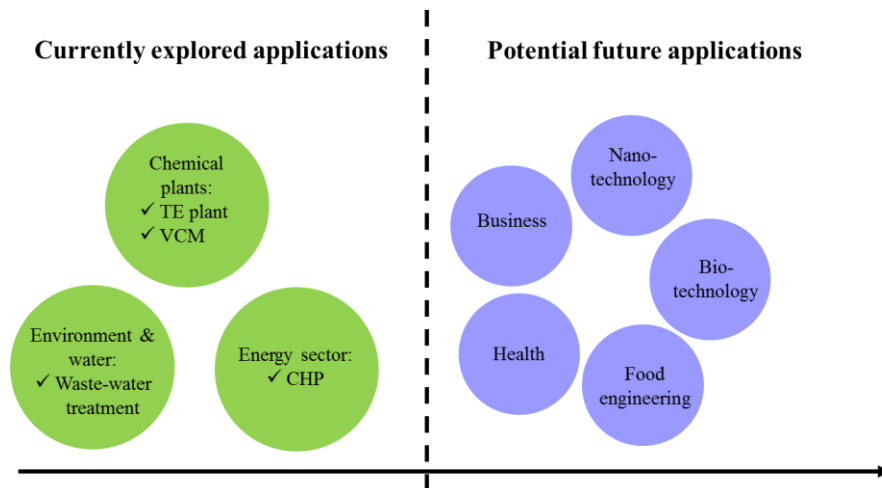 Currently explored applications
Potential future applications
Chemical
plants:
✓ TE plant
✓ VCM
Environment &
water:
✓ Waste-water
treatment
Energy sector:
✓ CHP
Nano-
technology
Business
Bio-
technology
Health
Food
engineering